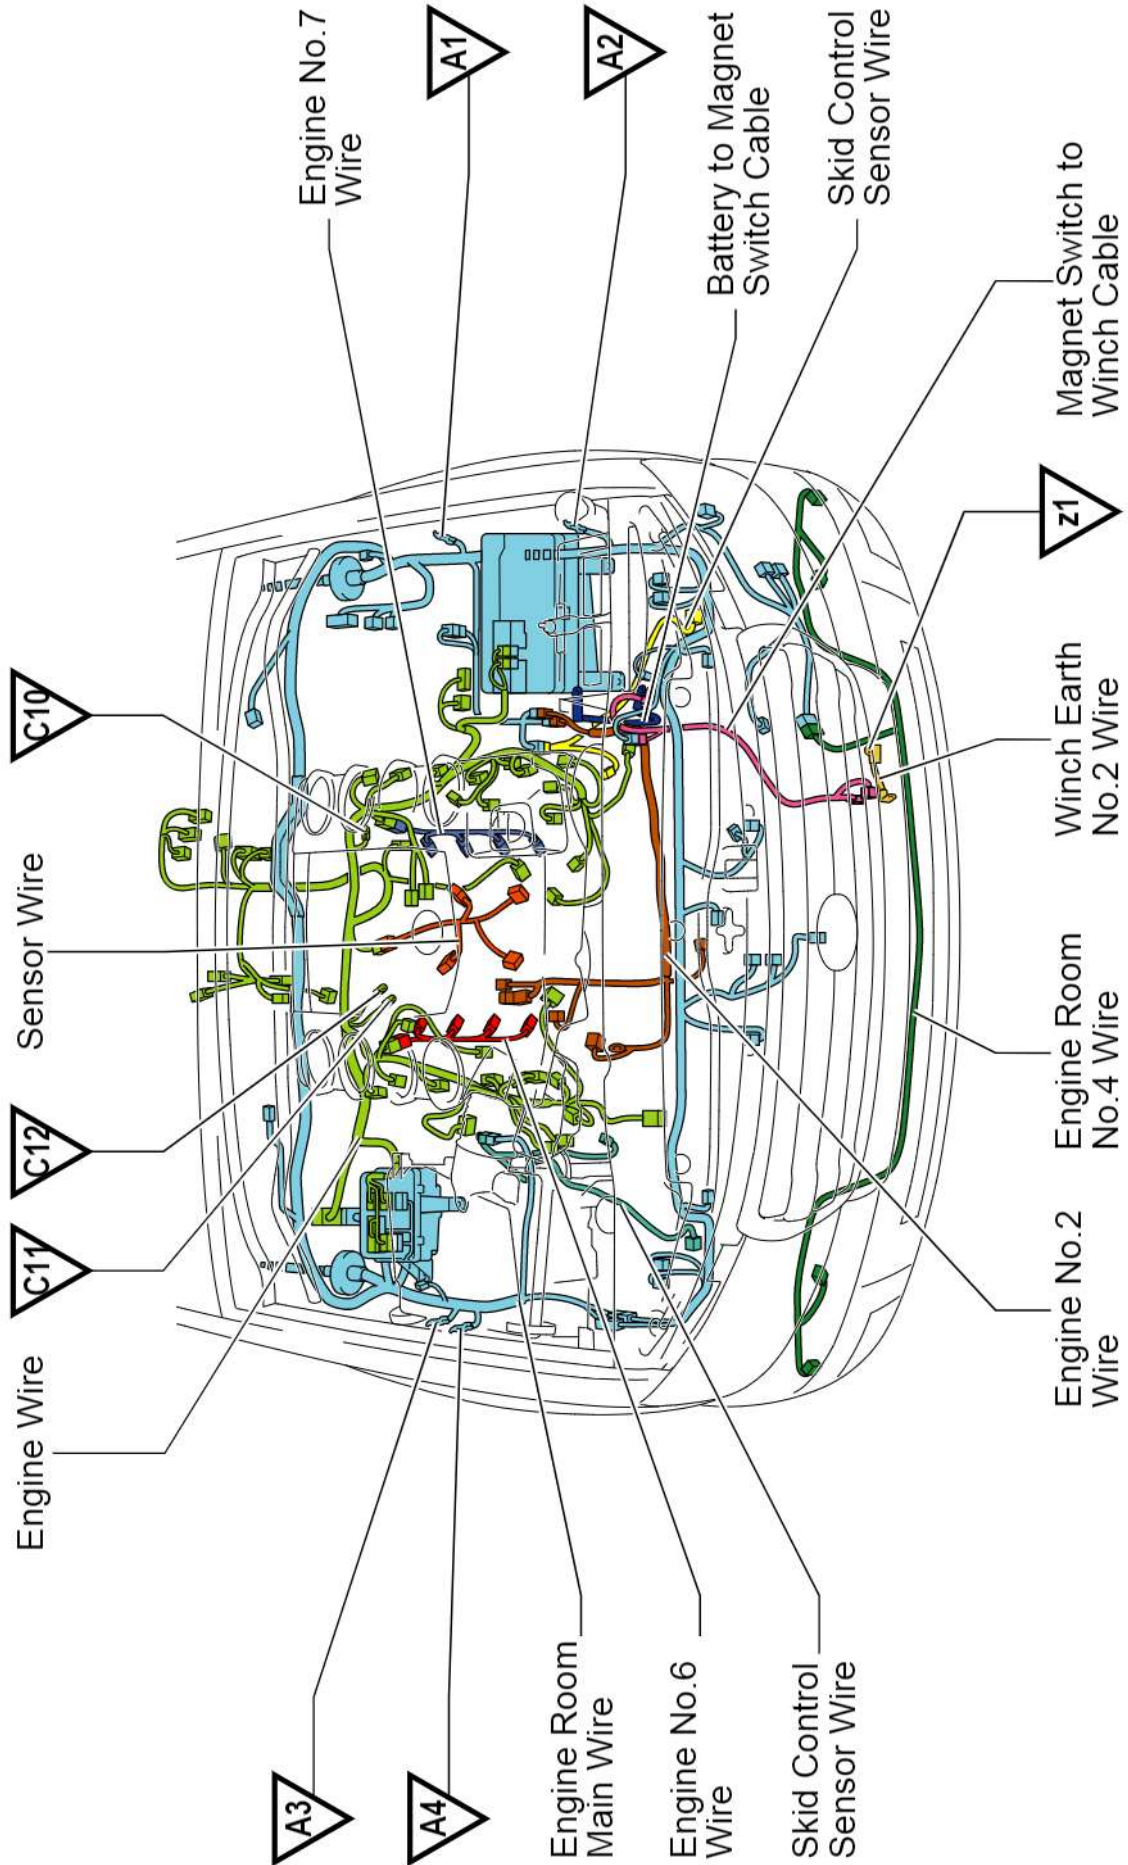 Engine Wire
C11
C12
Sensor Wire
C10
A3
Engine No.7
Wire
A4
A1
Engine Room
Main Wire
A2
Engine No.6
Wire
Battery to Magnet
Switch Cable
Skid Control
Sensor Wire
Skid Control
Sensor Wire
Engine No.2
Wire
Engine Room
No.4 Wire
Winch Earth
No.2 Wire
z1
Magnet Switch to
Winch Cable